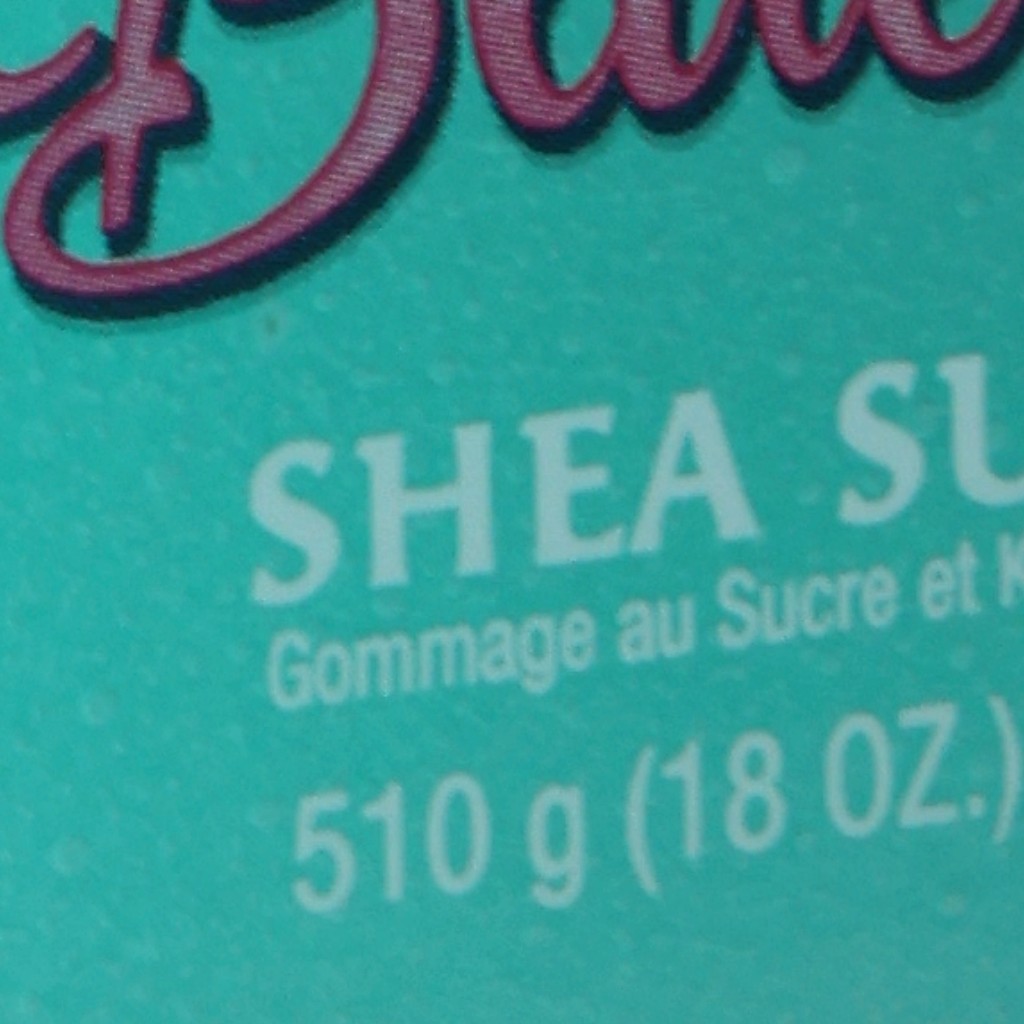 SHEA SU
Gommage au Sucre et K
510 g (18 OZ.)